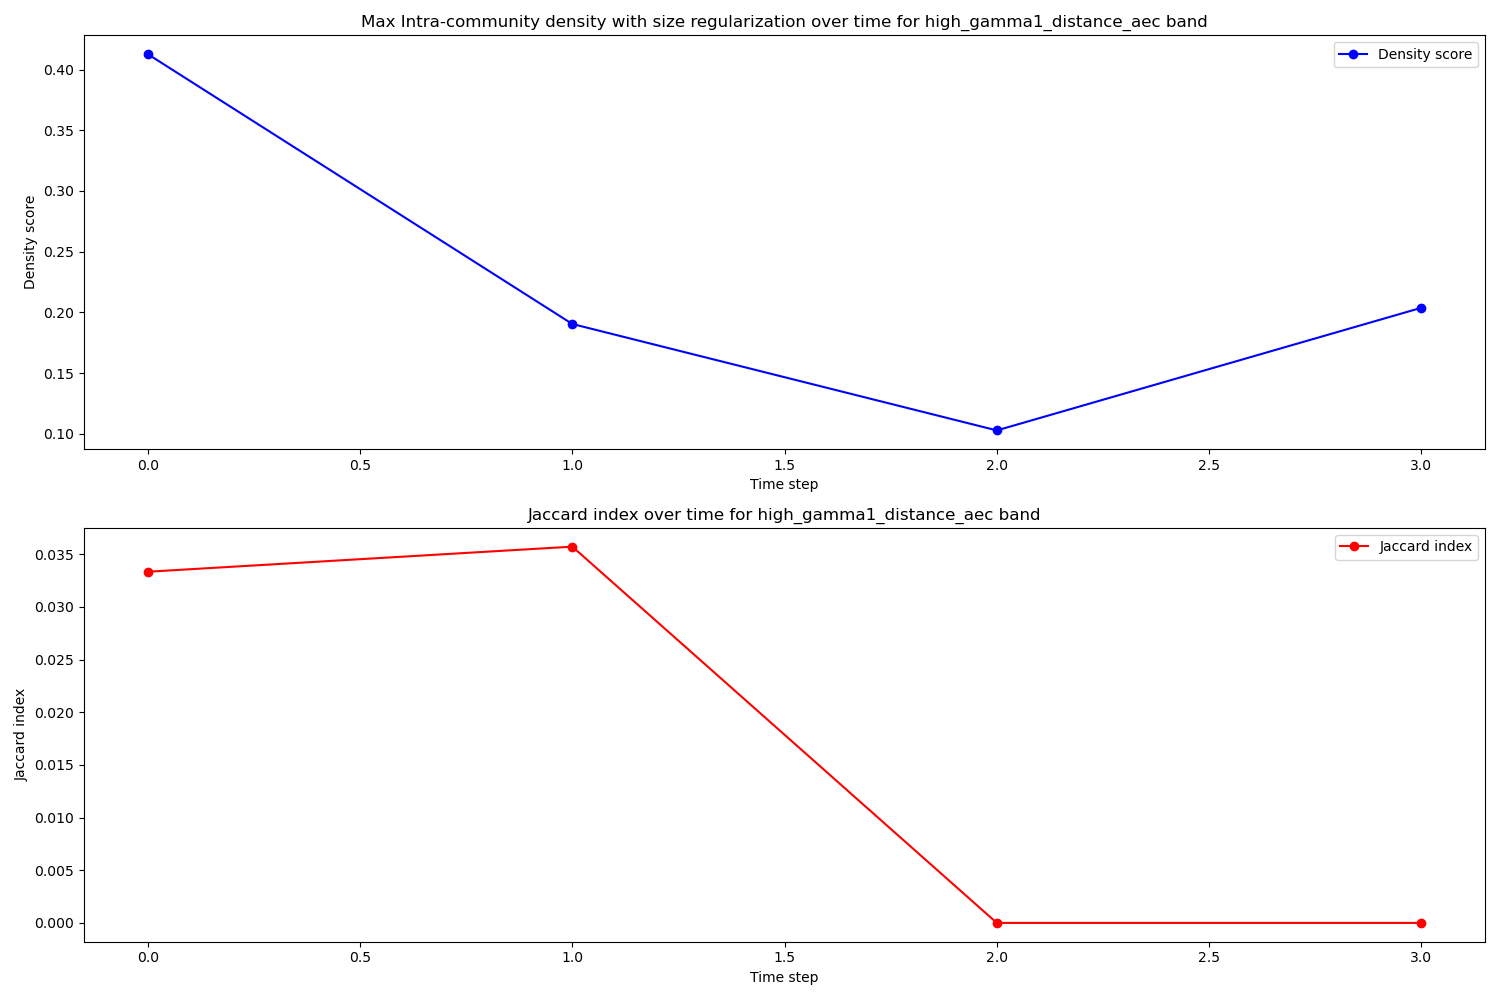 Max Intra-community density with size regularization over time for high_gamma1_distance_aec band
Density score
0.40
0.35
0.30
0.25
0.20
0.15
0.10
Density score
0.0 0.5 1.0 1.5 2.0 2.5 3.0
Time step
Jaccard index over time for high_gamma1_distance_aec band
Jaccard index
0.035
0.030
0.025
0.020
0.015
0.010
0.005
0.000
Jaccard index
0.0 0.5 1.0 1.5 2.0 2.5 3.0
Time step